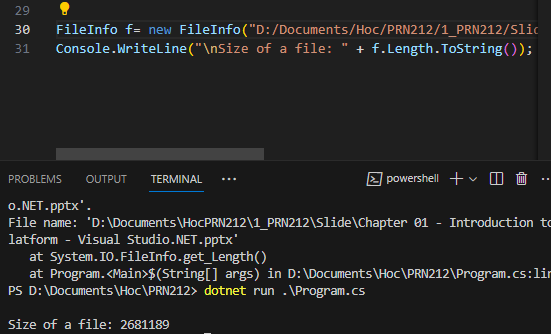 29
30 FileInfo f= new FileInfo("D:/Documents/Hoc/PRN212/1_PRN212/Slid
31 Console.WriteLine("\nSize of a file: " + f.Length.ToString());
PROBLEMS OUTPUT TERMINAL ... powershell
o.NET.pptx'.
File name: 'D:\Documents\HocPRN212\1_PRN212\Slide\Chapter 01 - Introduction to
latform - Visual Studio.NET.pptx'
at System.IO.FileInfo.get_Length()
at Program.<Main>$(String[] args) in D:\Documents\Hoc\PRN212\Program.cs:lin
PS D:\Documents\Hoc\PRN212> dotnet run .\Program.cs
Size of a file: 2681189